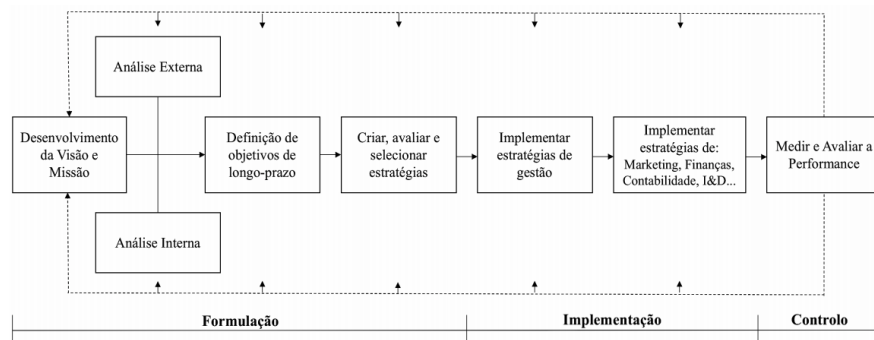 Análise Externa
Desenvolvimento
da Visão e
Missão
Definição de
objetivos de
longo-prazo
Criar, avaliar e
selecionar
estratégias
Implementar
estratégias de
gestão
Implementar
estratégias de:
Marketing, Finanças,
Contabilidade, I&D...
Medir e Avaliar a
Performance
Análise Interna
Formulação
Implementação
Controlo